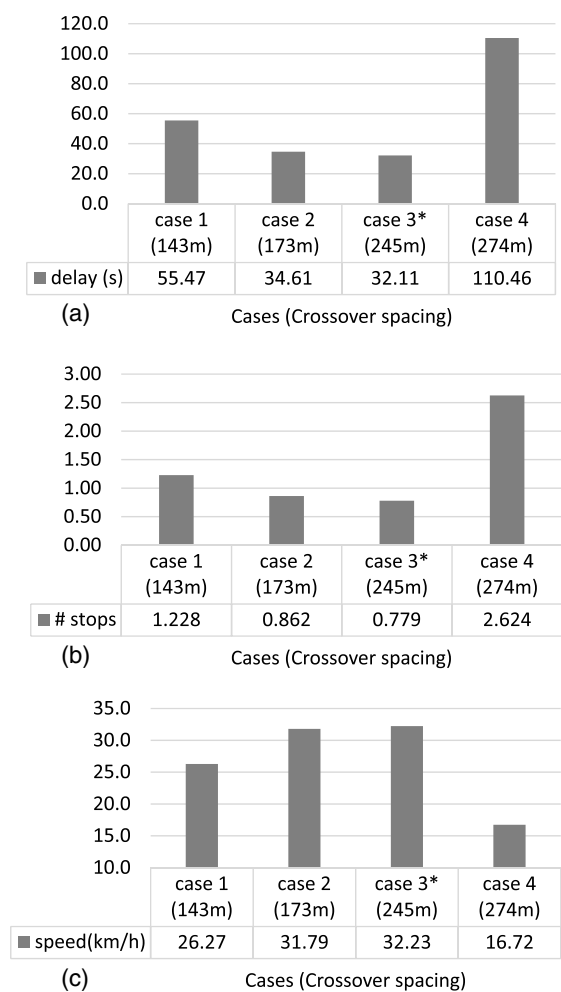 120.0
100.0
80.0
60.0
40.0
20.0
0.0
case 1 case 2 case 3* case 4
(143m) (173m) (245m) (274m)
delay (s) 55.47 34.61 32.11 110.46
(a) Cases (Crossover spacing)
3.00
2.50
2.00
1.50
1.00
0.50
0.00
case 1 case 2 case 3* case 4
(143m) (173m) (245m) (274m)
# stops 1.228 0.862 0.779 2.624
(b) Cases (Crossover spacing)
35.0
30.0
25.0
20.0
15.0
10.0
case 1 case 2 case 3* case 4
(143m) (173m) (245m) (274m)
speed(km/h) 26.27 31.79 32.23 16.72
(c) Cases (Crossover spacing)